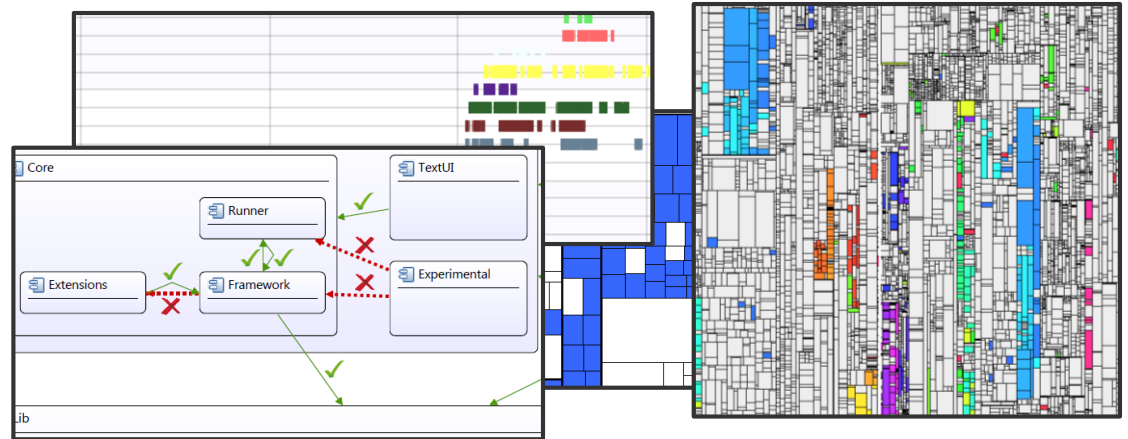 Core
TextUI
Runner
Extensions
Framework
Experimental
Lib